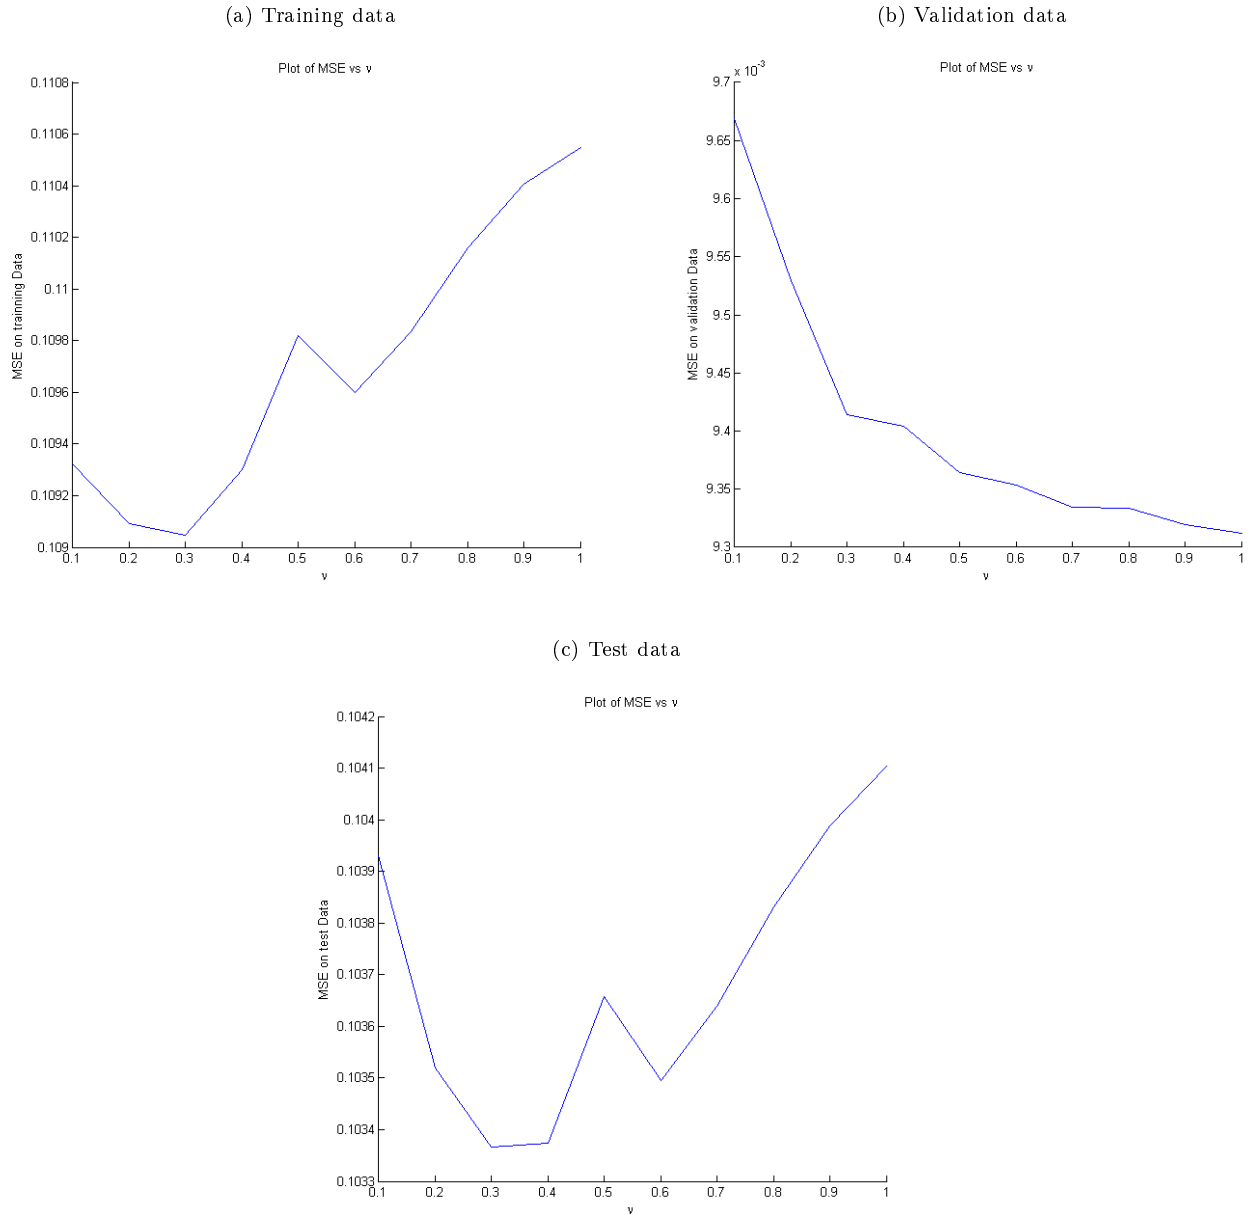 (a) Training data
Plot of MSE vs ν
0.1108
0.1106
0.1104
0.1102
0.11
0.1098
0.1096
0.1094
0.1092
0.109
MSE on trainning Data
0.1 0.2 0.3 0.4 0.5 0.6 0.7 0.8 0.9 1
ν
(b) Validation data
Plot of MSE vs ν
x 10^-3
9.7
9.65
9.6
9.55
9.5
9.45
9.4
9.35
9.3
MSE on validation Data
0.1 0.2 0.3 0.4 0.5 0.6 0.7 0.8 0.9 1
ν
(c) Test data
Plot of MSE vs ν
0.1042
0.1041
0.104
0.1039
0.1038
0.1037
0.1036
0.1035
0.1034
0.1033
MSE on test Data
0.1 0.2 0.3 0.4 0.5 0.6 0.7 0.8 0.9 1
ν